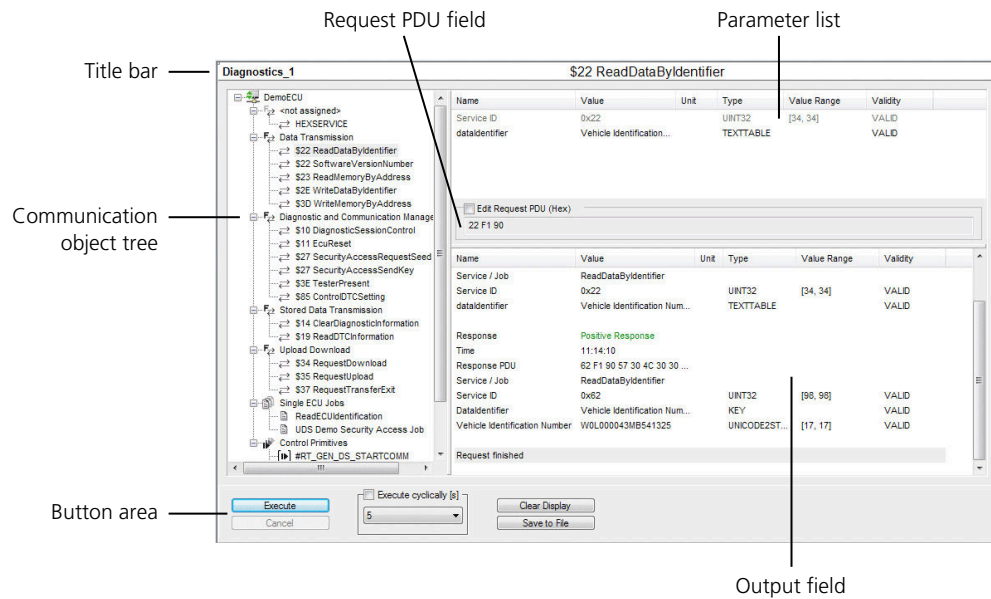 Request PDU field
Parameter list
Title bar
Diagnostics_1
$22 ReadDataByIdentifier
Communication
object tree
DemoECU
<not assigned>
HEXSERVICE
Data Transmission
$22 ReadDataByIdentifier
$22 SoftwareVersionNumber
$23 ReadMemoryByAddress
$2E WriteDataByIdentifier
$3D WriteMemoryByAddress
Diagnostic and Communication Manage
$10 DiagnosticSessionControl
$11 EcuReset
$27 SecurityAccessRequestSeed
$27 SecurityAccessSendKey
$3E TesterPresent
$85 ControlDTCSetting
Stored Data Transmission
$14 ClearDiagnosticInformation
$19 ReadDTCInformation
Upload Download
$34 RequestDownload
$35 RequestUpload
$37 RequestTransferExit
Single ECU Jobs
ReadECUIdentification
UDS Demo Security Access Job
Control Primitives
#RT_GEN_DS_STARTCOMM
Name Value Unit Type Value Range Validity
Service ID 0x22 UINT32 [34, 34] VALID
dataIdentifier Vehicle Identification... TEXTTABLE VALID
Edit Request PDU (Hex)
22 F1 90
Name Value Unit Type Value Range Validity
Service / Job ReadDataByIdentifier
Service ID 0x22 UINT32 [34, 34] VALID
dataIdentifier Vehicle Identification Num... TEXTTABLE VALID
Response Positive Response
Time 11:14:10
Response PDU 62 F1 90 57 30 4C 30 30 ...
Service / Job ReadDataByIdentifier
Service ID 0x62 UINT32 [98, 98] VALID
DataIdentifier Vehicle Identification Num... KEY VALID
Vehicle Identification Number W0L000043MB541325 UNICODE2ST... [17, 17] VALID
Request finished
Button area
Execute
Cancel
Execute cyclically [s]
5
Clear Display
Save to File
Output field